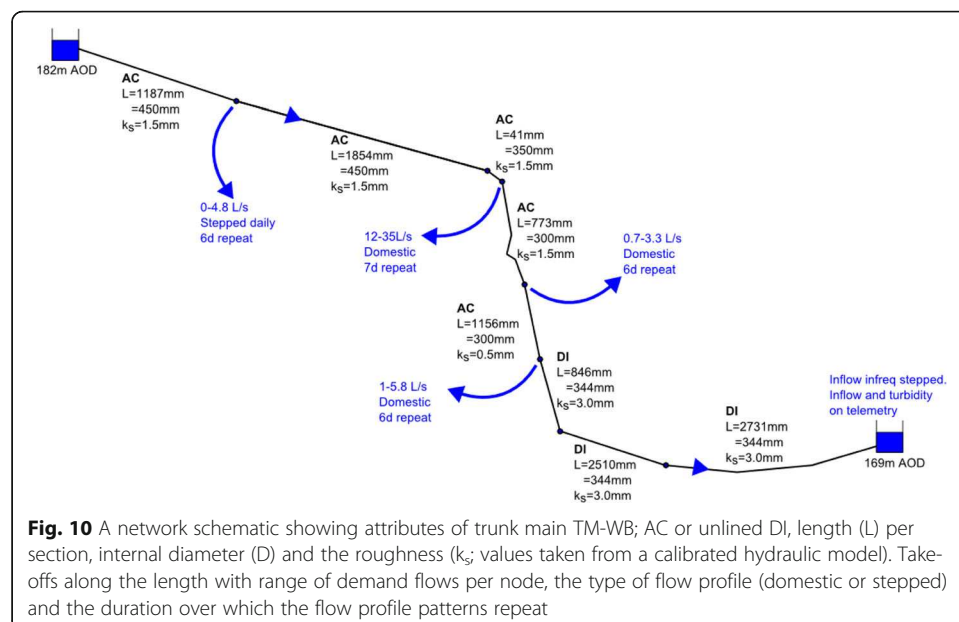 182m AOD
AC
L=1187mm
=450mm
kₛ=1.5mm
0-4.8 L/s
Stepped daily
6d repeat
AC
L=1854mm
=450mm
kₛ=1.5mm
AC
L=41mm
=350mm
kₛ=1.5mm
12-35L/s
Domestic
7d repeat
AC
L=773mm
=300mm
kₛ=1.5mm
0.7-3.3 L/s
Domestic
6d repeat
AC
L=1156mm
=300mm
kₛ=0.5mm
1-5.8 L/s
Domestic
6d repeat
DI
L=846mm
=344mm
kₛ=3.0mm
DI
L=2510mm
=344mm
kₛ=3.0mm
DI
L=2731mm
=344mm
kₛ=3.0mm
Inflow infreq stepped.
Inflow and turbidity
on telemetry
169m AOD
Fig. 10 A network schematic showing attributes of trunk main TM-WB; AC or unlined DI, length (L) per
section, internal diameter (D) and the roughness (kₛ; values taken from a calibrated hydraulic model). Take-
offs along the length with range of demand flows per node, the type of flow profile (domestic or stepped)
and the duration over which the flow profile patterns repeat